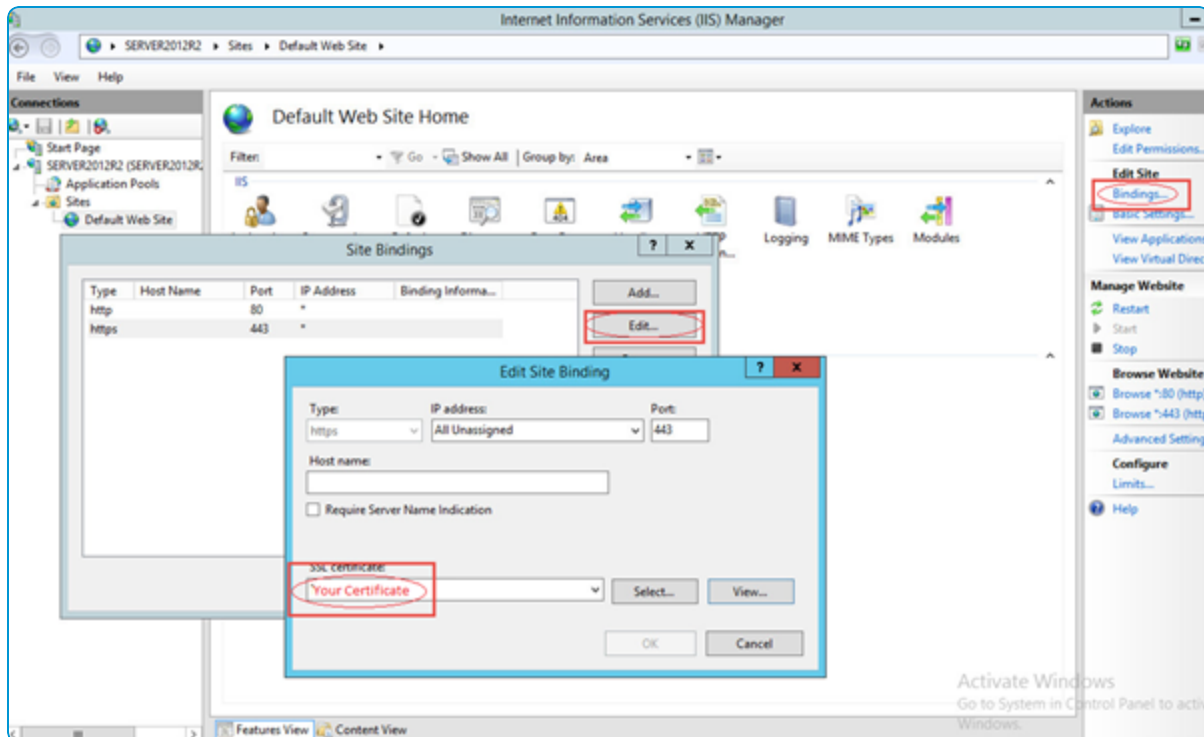 Internet Information Services (IIS) Manager
SERVER2012R2 Sites Default Web Site
File View Help
Connections
Start Page
SERVER2012R2 (SERVER2012R
Application Pools
Sites
Default Web Site
Default Web Site Home
Filter: Go Show All Group by: Area
IIS
Logging MIME Types Modules
Site Bindings
? x
Type Host Name Port IP Address Binding Informa...
http 80 *
https 443 *
Add...
Edit...
Edit Site Binding
? x
Type: IP address: Port:
https All Unassigned 443
Host name:
Require Server Name Indication
SSL certificate:
Your Certificate
Select... View...
OK Cancel
Actions
Explore
Edit Permissions..
Edit Site
Bindings...
Basic Settings...
View Applications
View Virtual Direc
Manage Website
Restart
Start
Stop
Browse Website
Browse *:80 (http
Browse *:443 (htt
Advanced Setting
Configure
Limits...
Help
Activate Windows
Go to System in Control Panel to activ
Windows.
Features View Content View